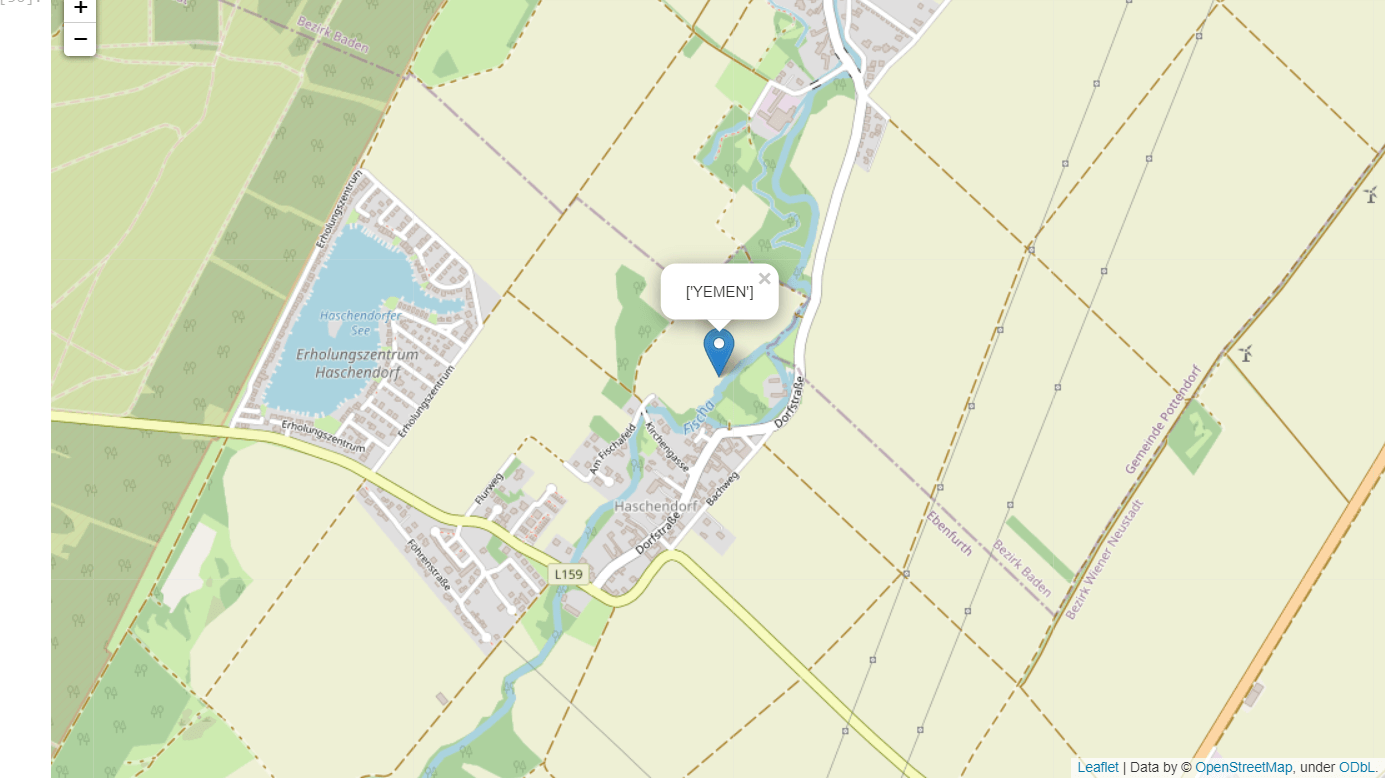 +
−
Bezirk Baden
Erholungszentrum
['YEMEN']
×
Haschendorfer
See
Erholungszentrum
Haschendorf
Erholungszentrum
Erholungszentrum
Fischa
Dorfstraße
Am Fischafeld
Kirchengasse
Flurweg
Bachweg
Haschendorf
Dorfstraße
Föhrenstraße
L159
Gemeinde Pottendorf
Ebenfurth
Bezirk Baden
Bezirk Wiener Neustadt
Leaflet | Data by © OpenStreetMap, under ODbL.